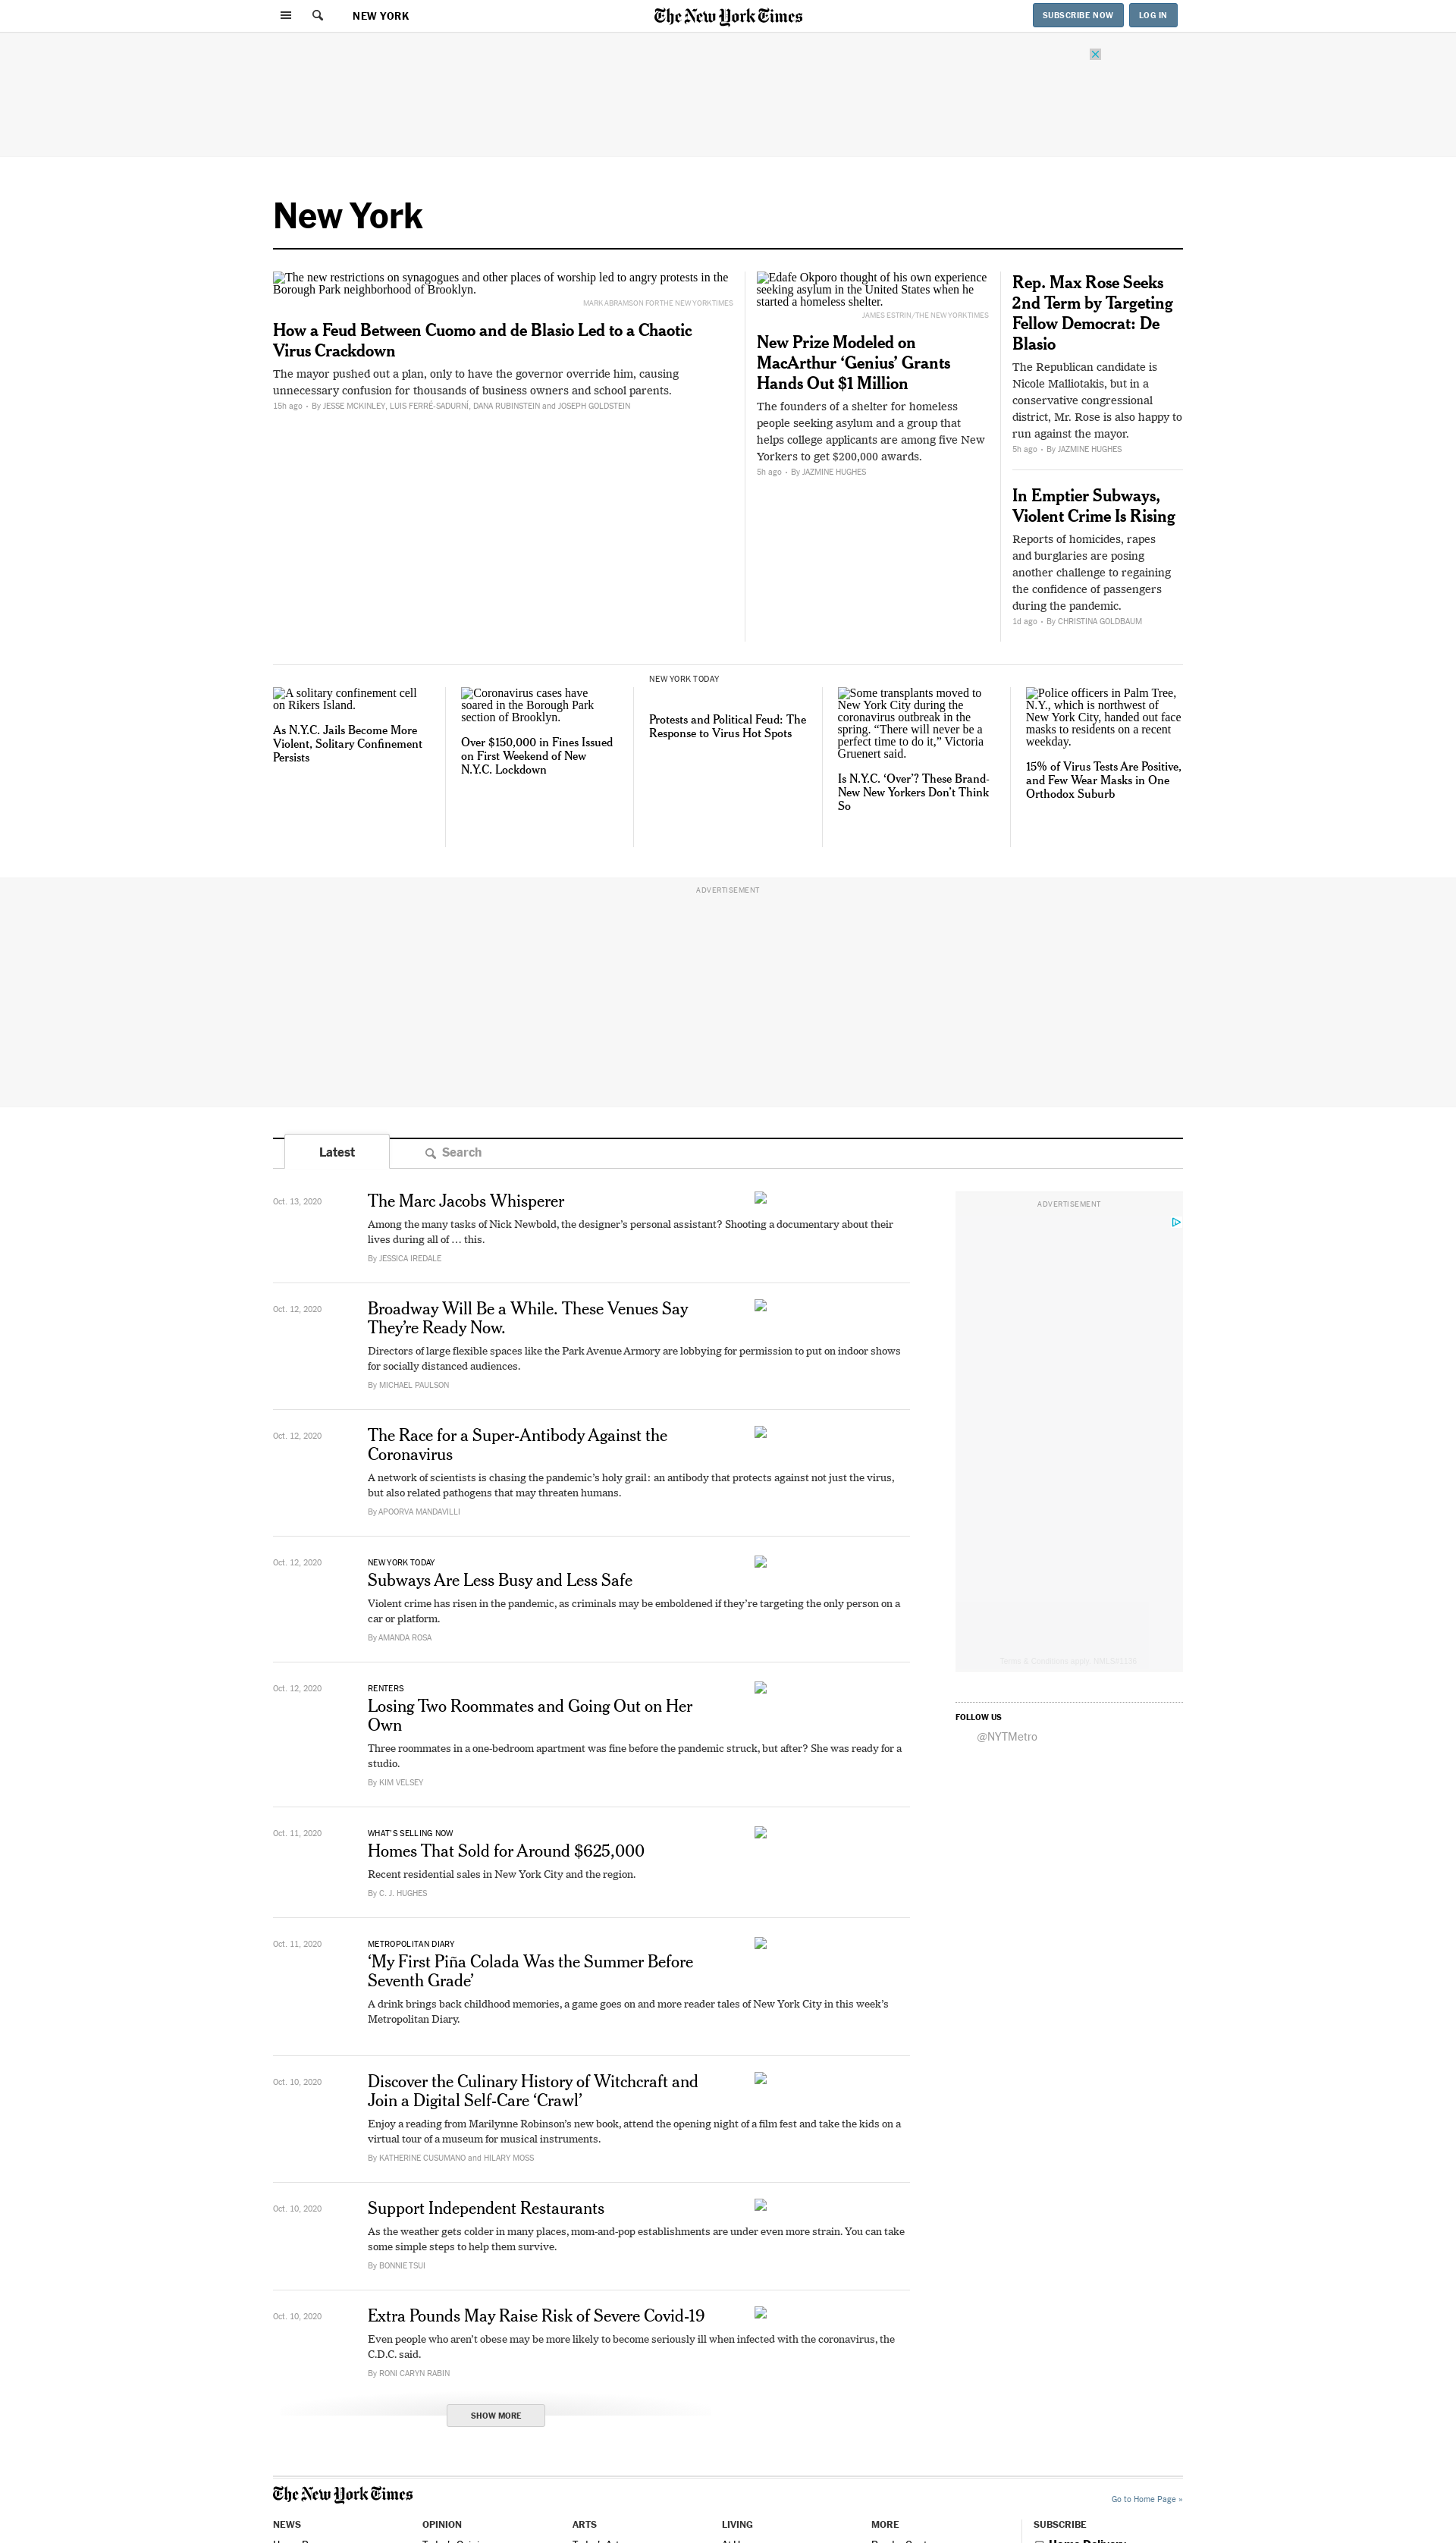 NEW YORK
The New York Times
SUBSCRIBE NOW
LOG IN
New York
The new restrictions on synagogues and other places of worship led to angry protests in the
Borough Park neighborhood of Brooklyn.
MARK ABRAMSON FOR THE NEW YORK TIMES
How a Feud Between Cuomo and de Blasio Led to a Chaotic
Virus Crackdown
The mayor pushed out a plan, only to have the governor override him, causing
unnecessary confusion for thousands of business owners and school parents.
15h ago • By JESSE MCKINLEY, LUIS FERRÉ-SADURNÍ, DANA RUBINSTEIN and JOSEPH GOLDSTEIN
Edafe Okporo thought of his own experience
seeking asylum in the United States when he
started a homeless shelter.
JAMES ESTRIN/THE NEW YORK TIMES
New Prize Modeled on
MacArthur ‘Genius’ Grants
Hands Out $1 Million
The founders of a shelter for homeless
people seeking asylum and a group that
helps college applicants are among five New
Yorkers to get $200,000 awards.
5h ago • By JAZMINE HUGHES
Rep. Max Rose Seeks
2nd Term by Targeting
Fellow Democrat: De
Blasio
The Republican candidate is
Nicole Malliotakis, but in a
conservative congressional
district, Mr. Rose is also happy to
run against the mayor.
5h ago • By JAZMINE HUGHES
In Emptier Subways,
Violent Crime Is Rising
Reports of homicides, rapes
and burglaries are posing
another challenge to regaining
the confidence of passengers
during the pandemic.
1d ago • By CHRISTINA GOLDBAUM
A solitary confinement cell
on Rikers Island.
As N.Y.C. Jails Become More
Violent, Solitary Confinement
Persists
Coronavirus cases have
soared in the Borough Park
section of Brooklyn.
Over $150,000 in Fines Issued
on First Weekend of New
N.Y.C. Lockdown
NEW YORK TODAY
Protests and Political Feud: The
Response to Virus Hot Spots
Some transplants moved to
New York City during the
coronavirus outbreak in the
spring. “There will never be a
perfect time to do it,” Victoria
Gruenert said.
Is N.Y.C. ‘Over’? These Brand-
New New Yorkers Don’t Think
So
Police officers in Palm Tree,
N.Y., which is northwest of
New York City, handed out face
masks to residents on a recent
weekday.
15% of Virus Tests Are Positive,
and Few Wear Masks in One
Orthodox Suburb
ADVERTISEMENT
Latest
Search
Oct. 13, 2020
The Marc Jacobs Whisperer
Among the many tasks of Nick Newbold, the designer’s personal assistant? Shooting a documentary about their
lives during all of … this.
By JESSICA IREDALE
Oct. 12, 2020
Broadway Will Be a While. These Venues Say
They’re Ready Now.
Directors of large flexible spaces like the Park Avenue Armory are lobbying for permission to put on indoor shows
for socially distanced audiences.
By MICHAEL PAULSON
Oct. 12, 2020
The Race for a Super-Antibody Against the
Coronavirus
A network of scientists is chasing the pandemic’s holy grail: an antibody that protects against not just the virus,
but also related pathogens that may threaten humans.
By APOORVA MANDAVILLI
Oct. 12, 2020
NEW YORK TODAY
Subways Are Less Busy and Less Safe
Violent crime has risen in the pandemic, as criminals may be emboldened if they’re targeting the only person on a
car or platform.
By AMANDA ROSA
Oct. 12, 2020
RENTERS
Losing Two Roommates and Going Out on Her
Own
Three roommates in a one-bedroom apartment was fine before the pandemic struck, but after? She was ready for a
studio.
By KIM VELSEY
Oct. 11, 2020
WHAT’S SELLING NOW
Homes That Sold for Around $625,000
Recent residential sales in New York City and the region.
By C. J. HUGHES
Oct. 11, 2020
METROPOLITAN DIARY
‘My First Piña Colada Was the Summer Before
Seventh Grade’
A drink brings back childhood memories, a game goes on and more reader tales of New York City in this week’s
Metropolitan Diary.
Oct. 10, 2020
Discover the Culinary History of Witchcraft and
Join a Digital Self-Care ‘Crawl’
Enjoy a reading from Marilynne Robinson’s new book, attend the opening night of a film fest and take the kids on a
virtual tour of a museum for musical instruments.
By KATHERINE CUSUMANO and HILARY MOSS
Oct. 10, 2020
Support Independent Restaurants
As the weather gets colder in many places, mom-and-pop establishments are under even more strain. You can take
some simple steps to help them survive.
By BONNIE TSUI
Oct. 10, 2020
Extra Pounds May Raise Risk of Severe Covid-19
Even people who aren’t obese may be more likely to become seriously ill when infected with the coronavirus, the
C.D.C. said.
By RONI CARYN RABIN
SHOW MORE
ADVERTISEMENT
Terms & Conditions apply.
FOLLOW US
@NYTMetro
The New York Times
Go to Home Page »
NEWS
OPINION
ARTS
LIVING
MORE
SUBSCRIBE